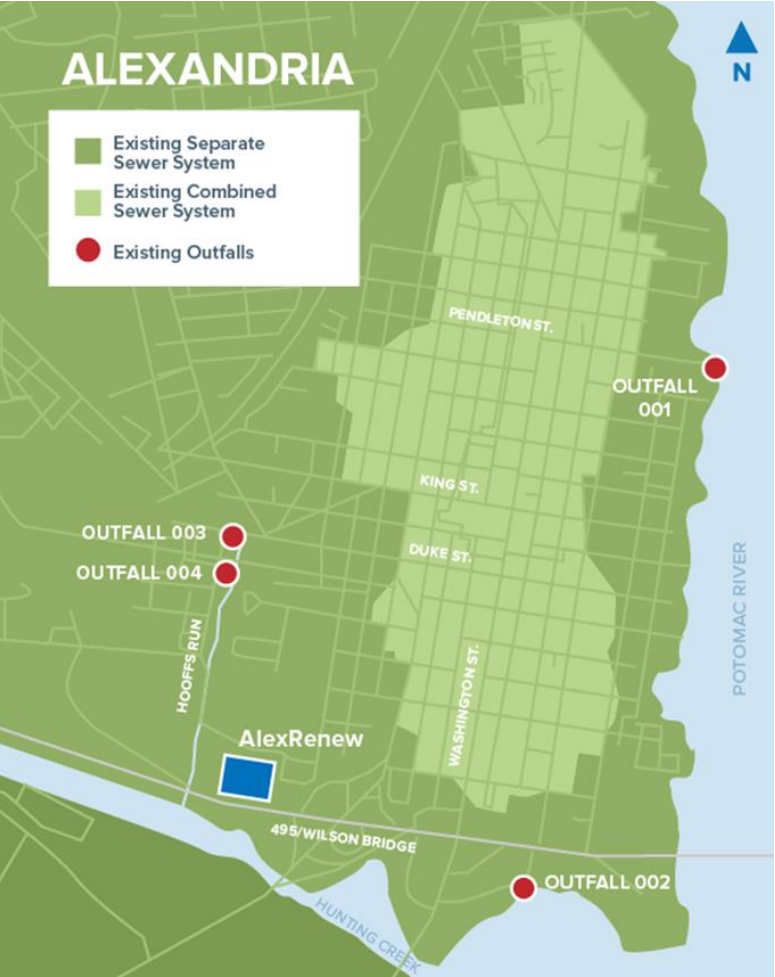 ALEXANDRIA
N
Existing Separate
Sewer System
Existing Combined
Sewer System
Existing Outfalls
PENDLETON ST.
OUTFALL
001
KING ST.
OUTFALL 003
DUKE ST.
OUTFALL 004
POTOMAC RIVER
HOOFFS RUN
WASHINGTON ST.
AlexRenew
495/WILSON BRIDGE
OUTFALL 002
HUNTING CREEK